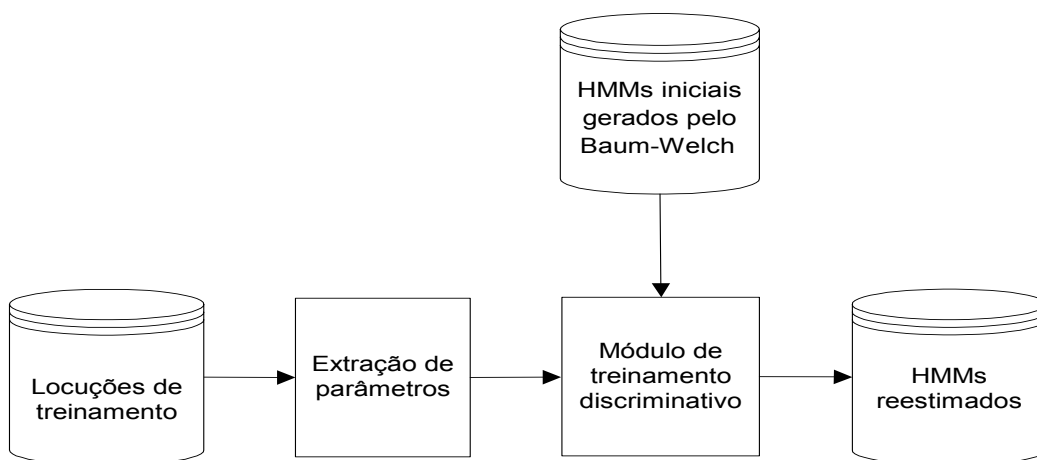 HMMs iniciais
gerados pelo
Baum-Welch
Locuções de
treinamento
Extração de
parâmetros
Módulo de
treinamento
discriminativo
HMMs
reestimados